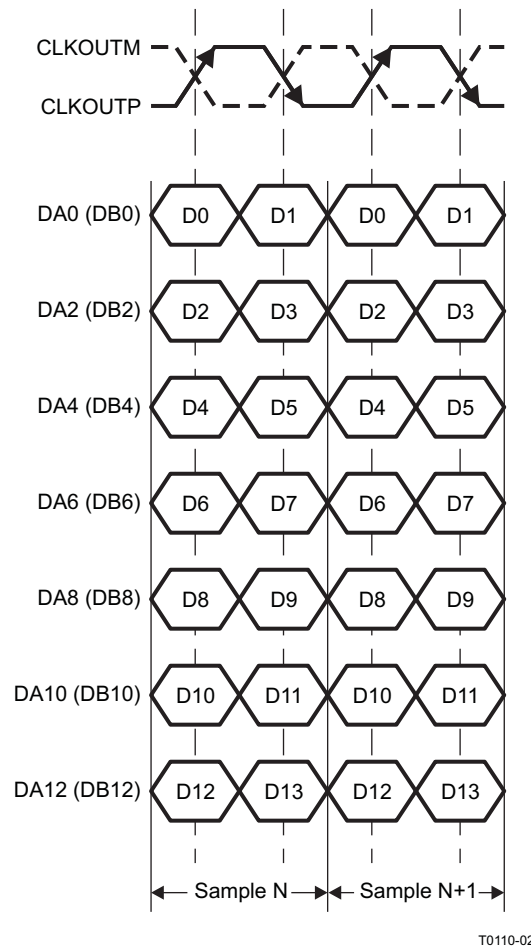 CLKOUTM
CLKOUTP
DA0 (DB0) D0 D1 D0 D1
DA2 (DB2) D2 D3 D2 D3
DA4 (DB4) D4 D5 D4 D5
DA6 (DB6) D6 D7 D6 D7
DA8 (DB8) D8 D9 D8 D9
DA10 (DB10) D10 D11 D10 D11
DA12 (DB12) D12 D13 D12 D13
Sample N Sample N+1
T0110-02